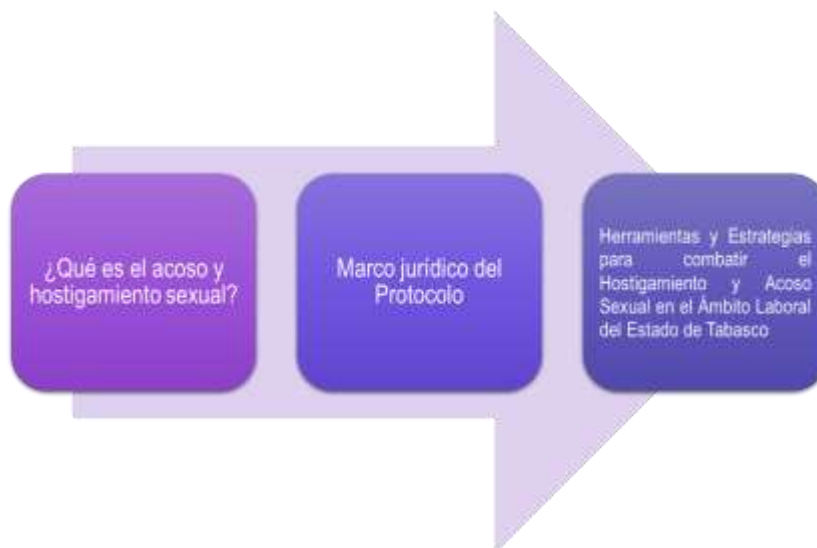 ¿Qué es el acoso y
hostigamiento sexual?
Marco jurídico del
Protocolo
Herramientas y Estrategias
para combatir el
Hostigamiento y Acoso
Sexual en el Ámbito Laboral
del Estado de Tabasco